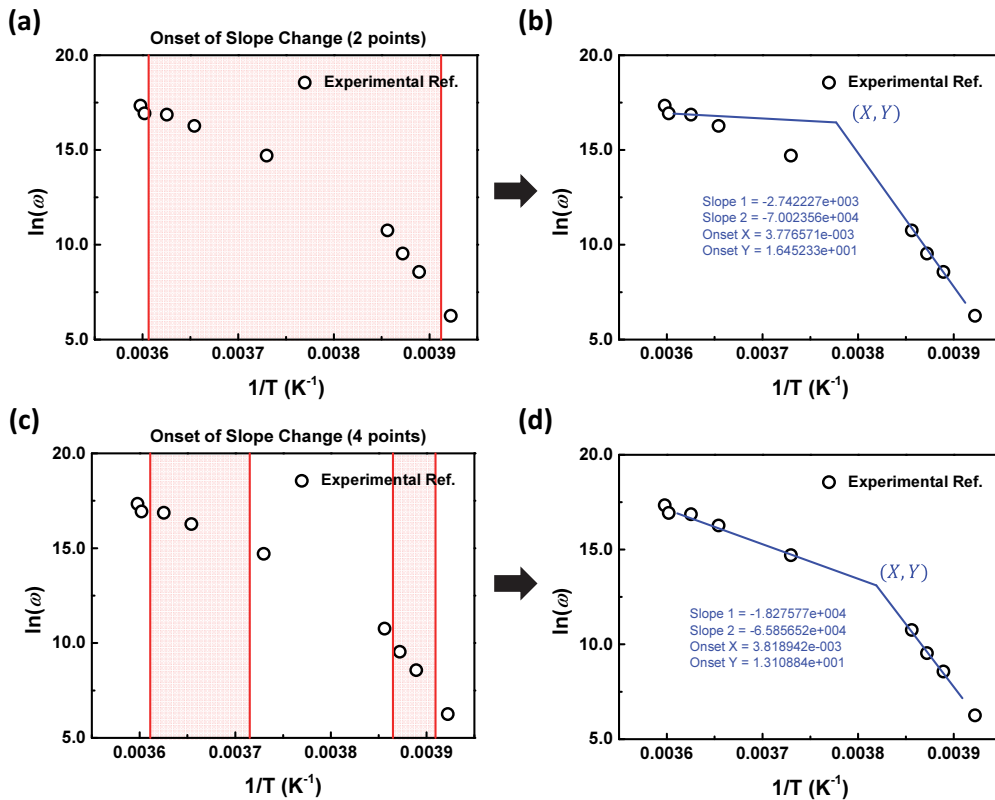 (a)
Onset of Slope Change (2 points)
20.0
15.0
10.0
5.0
ln(ω)
Experimental Ref.
0.0036 0.0037 0.0038 0.0039
1/T (K⁻¹)
(b)
20.0
15.0
10.0
5.0
ln(ω)
Experimental Ref.
(X, Y)
Slope 1 = -2.742227e+003
Slope 2 = -7.002356e+004
Onset X = 3.776571e-003
Onset Y = 1.645233e+001
0.0036 0.0037 0.0038 0.0039
1/T (K⁻¹)
(c)
Onset of Slope Change (4 points)
20.0
15.0
10.0
5.0
ln(ω)
Experimental Ref.
0.0036 0.0037 0.0038 0.0039
1/T (K⁻¹)
(d)
20.0
15.0
10.0
5.0
ln(ω)
Experimental Ref.
(X, Y)
Slope 1 = -1.827577e+004
Slope 2 = -6.585652e+004
Onset X = 3.818942e-003
Onset Y = 1.310884e+001
0.0036 0.0037 0.0038 0.0039
1/T (K⁻¹)